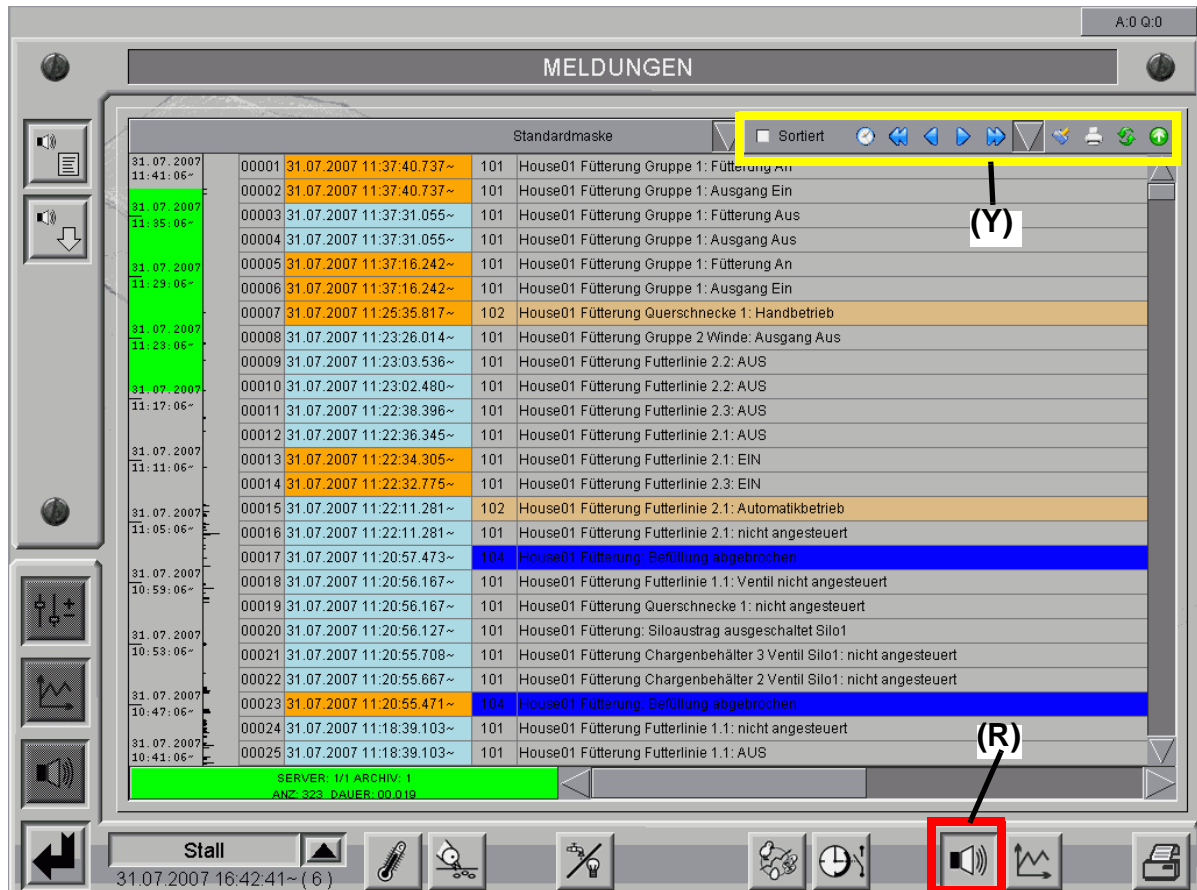 A:0 Q:0
MELDUNGEN
Standardmaske Sortiert
(Y)
31.07.2007
11:41:06~
31.07.2007
11:35:06~
31.07.2007
11:29:06~
31.07.2007
11:23:06~
31.07.2007
11:17:06~
31.07.2007
11:11:06~
31.07.2007
11:05:06~
31.07.2007
10:59:06~
31.07.2007
10:53:06~
31.07.2007
10:47:06~
31.07.2007
10:41:06~
00001 31.07.2007 11:37:40.737~ 101 House01 Fütterung Gruppe 1: Fütterung An
00002 31.07.2007 11:37:40.737~ 101 House01 Fütterung Gruppe 1: Ausgang Ein
00003 31.07.2007 11:37:31.055~ 101 House01 Fütterung Gruppe 1: Fütterung Aus
00004 31.07.2007 11:37:31.055~ 101 House01 Fütterung Gruppe 1: Ausgang Aus
00005 31.07.2007 11:37:16.242~ 101 House01 Fütterung Gruppe 1: Fütterung An
00006 31.07.2007 11:37:16.242~ 101 House01 Fütterung Gruppe 1: Ausgang Ein
00007 31.07.2007 11:25:35.817~ 102 House01 Fütterung Querschnecke 1: Handbetrieb
00008 31.07.2007 11:23:26.014~ 101 House01 Fütterung Gruppe 2 Winde: Ausgang Aus
00009 31.07.2007 11:23:03.536~ 101 House01 Fütterung Futterlinie 2.2: AUS
00010 31.07.2007 11:23:02.480~ 101 House01 Fütterung Futterlinie 2.2: AUS
00011 31.07.2007 11:22:38.396~ 101 House01 Fütterung Futterlinie 2.3: AUS
00012 31.07.2007 11:22:36.345~ 101 House01 Fütterung Futterlinie 2.1: AUS
00013 31.07.2007 11:22:34.305~ 101 House01 Fütterung Futterlinie 2.1: EIN
00014 31.07.2007 11:22:32.775~ 101 House01 Fütterung Futterlinie 2.3: EIN
00015 31.07.2007 11:22:11.281~ 102 House01 Fütterung Futterlinie 2.1: Automatikbetrieb
00016 31.07.2007 11:22:11.281~ 101 House01 Fütterung Futterlinie 2.1: nicht angesteuert
00017 31.07.2007 11:20:57.473~ 104 House01 Fütterung: Befüllung abgebrochen
00018 31.07.2007 11:20:56.167~ 101 House01 Fütterung Futterlinie 1.1: Ventil nicht angesteuert
00019 31.07.2007 11:20:56.167~ 101 House01 Fütterung Querschnecke 1: nicht angesteuert
00020 31.07.2007 11:20:56.127~ 101 House01 Fütterung: Siloaustrag ausgeschaltet Silo1
00021 31.07.2007 11:20:55.708~ 101 House01 Fütterung Chargenbehälter 3 Ventil Silo1: nicht angesteuert
00022 31.07.2007 11:20:55.667~ 101 House01 Fütterung Chargenbehälter 2 Ventil Silo1: nicht angesteuert
00023 31.07.2007 11:20:55.471~ 104 House01 Fütterung: Befüllung abgebrochen
00024 31.07.2007 11:18:39.103~ 101 House01 Fütterung Futterlinie 1.1: nicht angesteuert
00025 31.07.2007 11:18:39.103~ 101 House01 Fütterung Futterlinie 1.1: AUS
(R)
SERVER: 1/1 ARCHIV: 1
ANZ: 323 DAUER: 00.019
Stall
31.07.2007 16:42:41~ ( 6 )